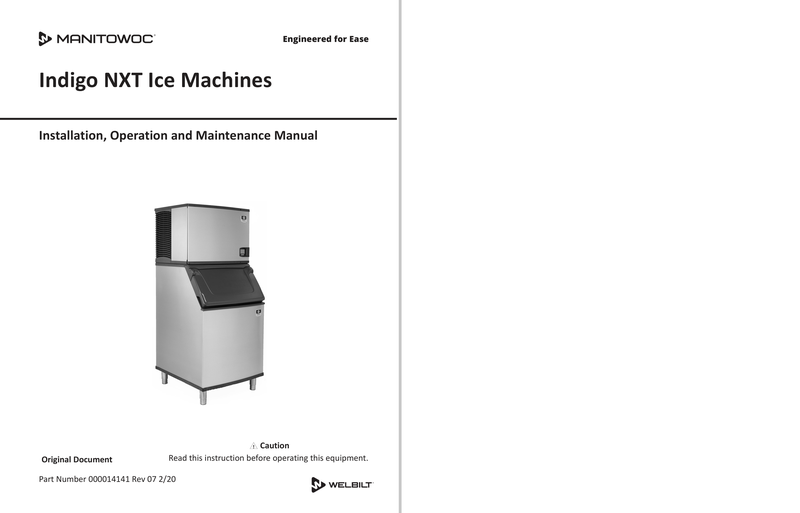 MANITOWOC
Engineered for Ease
Indigo NXT Ice Machines
Installation, Operation and Maintenance Manual
Caution
Original Document
Read this instruction before operating this equipment.
Part Number 000014141 Rev 07 2/20
WELBILT